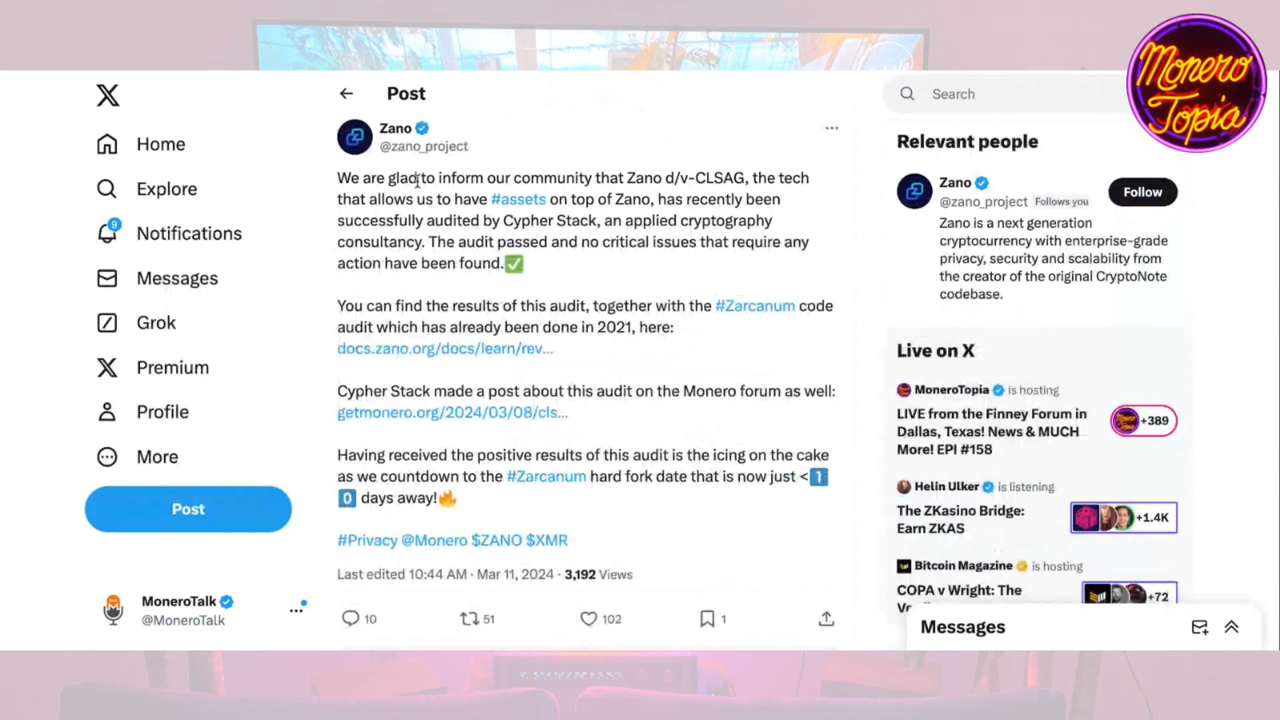 Monero
Topia
X
Home
Explore
9
Notifications
Messages
Grok
Premium
Profile
More
Post
MoneroTalk
@MoneroTalk
Post
Zano
@zano_project
We are glad to inform our community that Zano d/v-CLSAG, the tech
that allows us to have #assets on top of Zano, has recently been
successfully audited by Cypher Stack, an applied cryptography
consultancy. The audit passed and no critical issues that require any
action have been found.✅
You can find the results of this audit, together with the #Zarcanum code
audit which has already been done in 2021, here:
docs.zano.org/docs/learn/rev...
Cypher Stack made a post about this audit on the Monero forum as well:
getmonero.org/2024/03/08/cls...
Having received the positive results of this audit is the icing on the cake
as we countdown to the #Zarcanum hard fork date that is now just <1️⃣
0️⃣ days away!🔥
#Privacy @Monero $ZANO $XMR
Last edited 10:44 AM · Mar 11, 2024 · 3,192 Views
10 51 102 1
Search
Relevant people
Zano
@zano_project Follows you
Follow
Zano is a next generation
cryptocurrency with enterprise-grade
privacy, security and scalability from
the creator of the original CryptoNote
codebase.
Live on X
MoneroTopia is hosting
LIVE from the Finney Forum in
Dallas, Texas! News & MUCH
More! EPI #158
+389
Helin Ulker is listening
The ZKasino Bridge:
Earn ZKAS
+1.4K
Bitcoin Magazine is hosting
COPA v Wright: The
+72
Messages